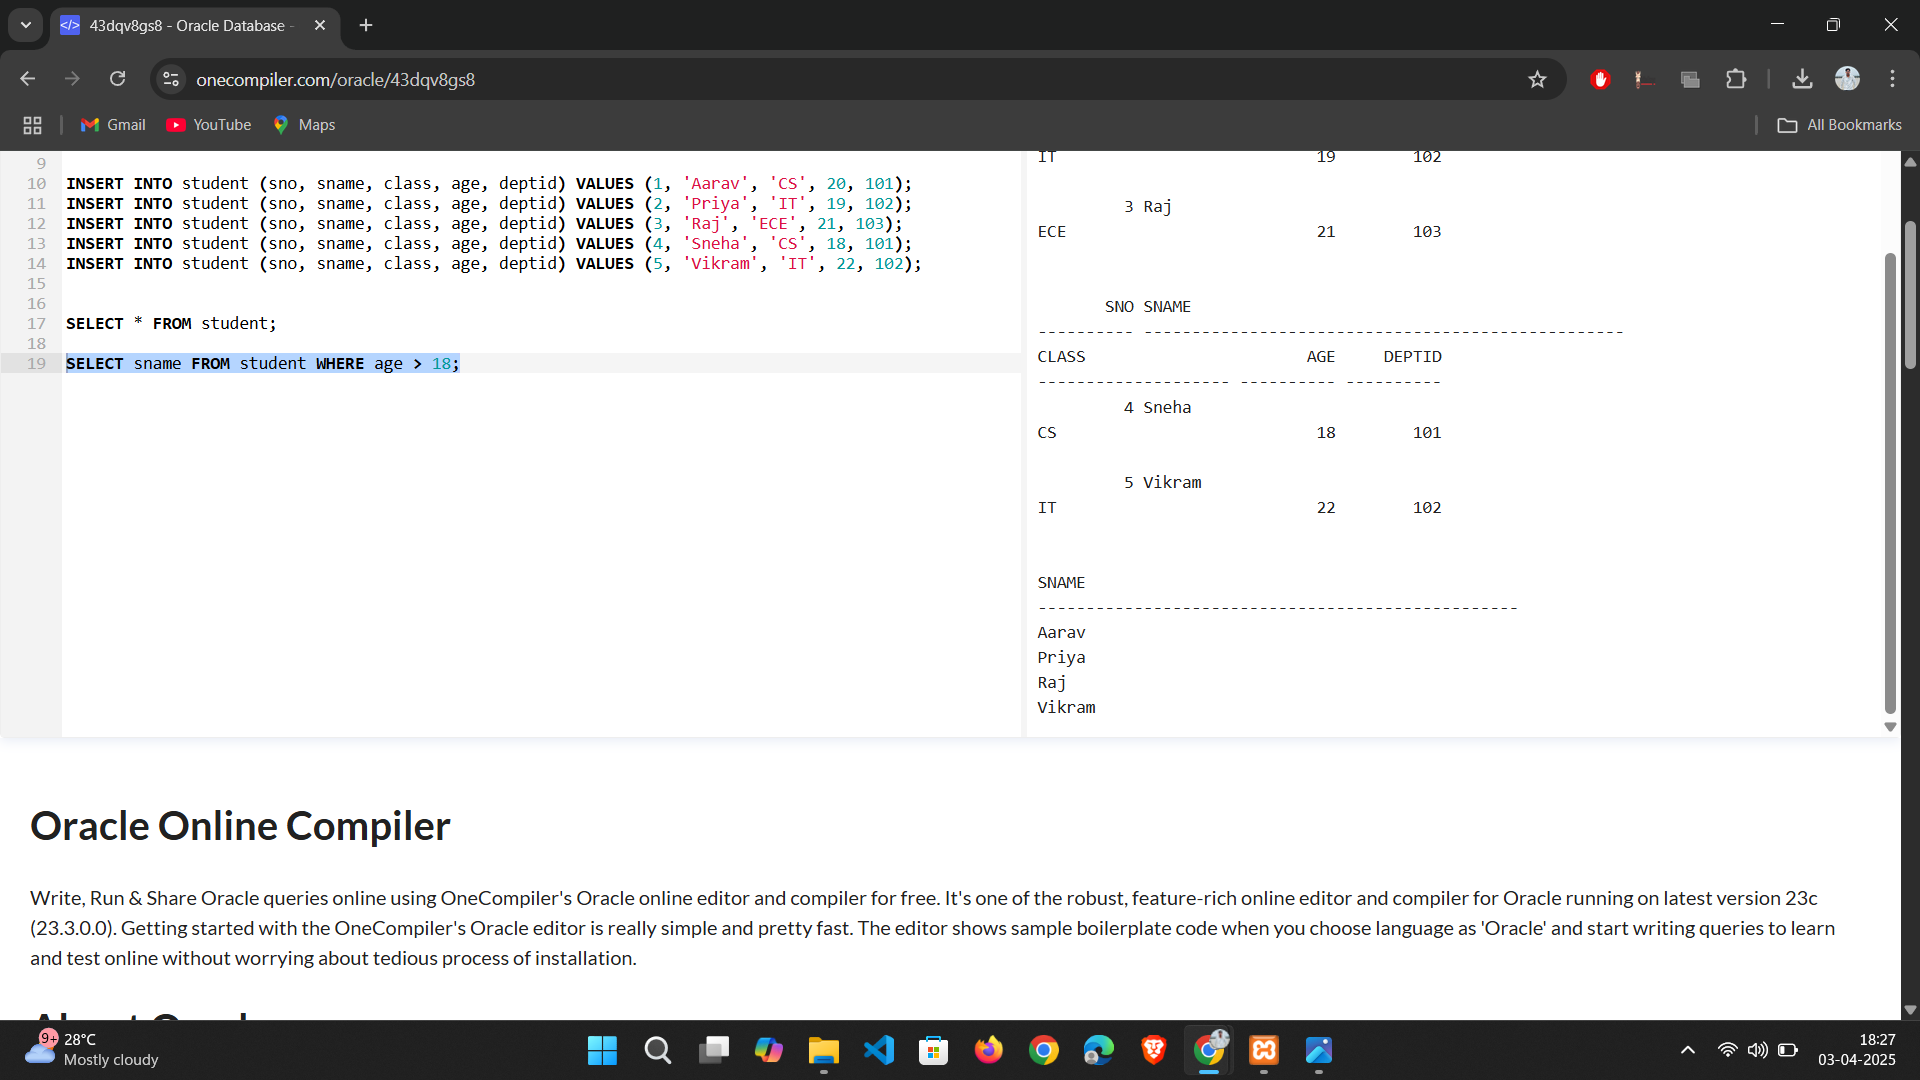 43dqv8gs8 - Oracle Database -
onecompiler.com/oracle/43dqv8gs8
Gmail YouTube Maps All Bookmarks
9
10 INSERT INTO student (sno, sname, class, age, deptid) VALUES (1, 'Aarav', 'CS', 20, 101);
11 INSERT INTO student (sno, sname, class, age, deptid) VALUES (2, 'Priya', 'IT', 19, 102);
12 INSERT INTO student (sno, sname, class, age, deptid) VALUES (3, 'Raj', 'ECE', 21, 103);
13 INSERT INTO student (sno, sname, class, age, deptid) VALUES (4, 'Sneha', 'CS', 18, 101);
14 INSERT INTO student (sno, sname, class, age, deptid) VALUES (5, 'Vikram', 'IT', 22, 102);
15
16
17 SELECT * FROM student;
18
19 SELECT sname FROM student WHERE age > 18;
IT 19 102
3 Raj
ECE 21 103
SNO SNAME
---------- --------------------------------------------------
CLASS AGE DEPTID
-------------------- ---------- ----------
4 Sneha
CS 18 101
5 Vikram
IT 22 102
SNAME
--------------------------------------------------
Aarav
Priya
Raj
Vikram
Oracle Online Compiler
Write, Run & Share Oracle queries online using OneCompiler's Oracle online editor and compiler for free. It's one of the robust, feature-rich online editor and compiler for Oracle running on latest version 23c
(23.3.0.0). Getting started with the OneCompiler's Oracle editor is really simple and pretty fast. The editor shows sample boilerplate code when you choose language as 'Oracle' and start writing queries to learn
and test online without worrying about tedious process of installation.
9+
28°C
Mostly cloudy
18:27
03-04-2025